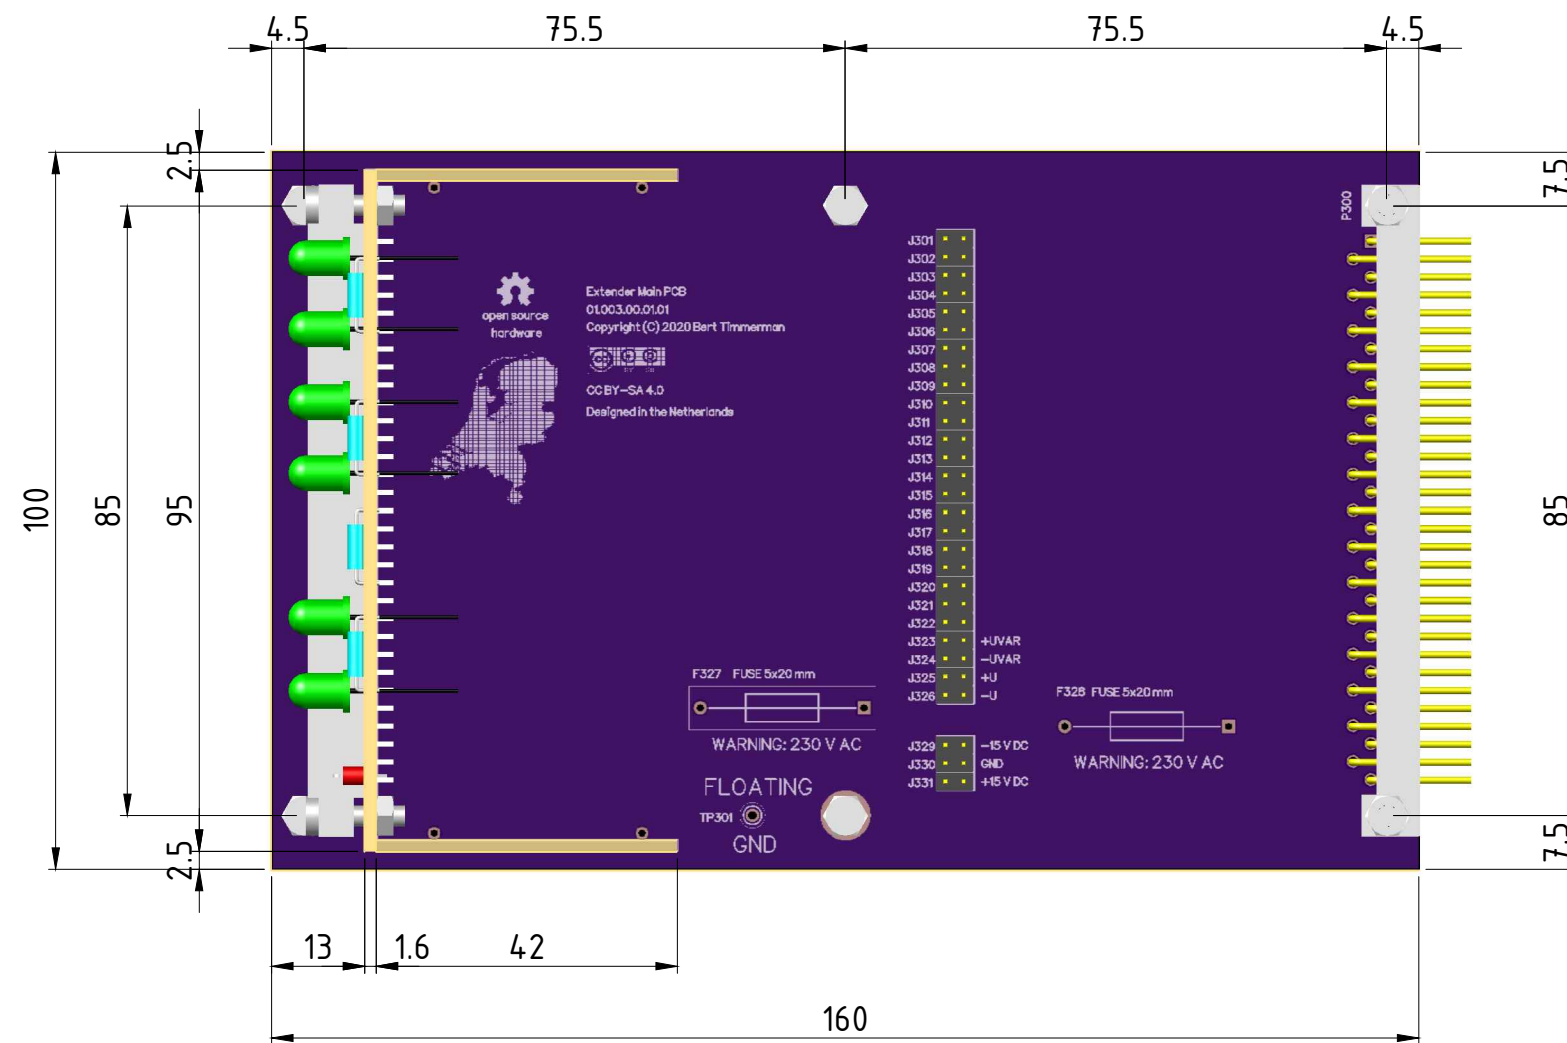 4.5
75.5
75.5
4.5
2.5
7.5
100
85
95
85
2.5
7.5
13
1.6
42
160
P300
open source
hardware
Extender Main PCB
01.003.00.01.01
Copyright (C) 2020 Bert Timmerman
CC BY-SA 4.0
Designed in the Netherlands
J301
J302
J303
J304
J305
J306
J307
J308
J309
J310
J311
J312
J313
J314
J315
J316
J317
J318
J319
J320
J321
J322
J323 +UVAR
J324 -UVAR
J325 +U
J326 -U
J329 -15 V DC
J330 GND
J331 +15 V DC
F327 FUSE 5x20 mm
WARNING: 230 V AC
F328 FUSE 5x20 mm
WARNING: 230 V AC
FLOATING
TP301
GND